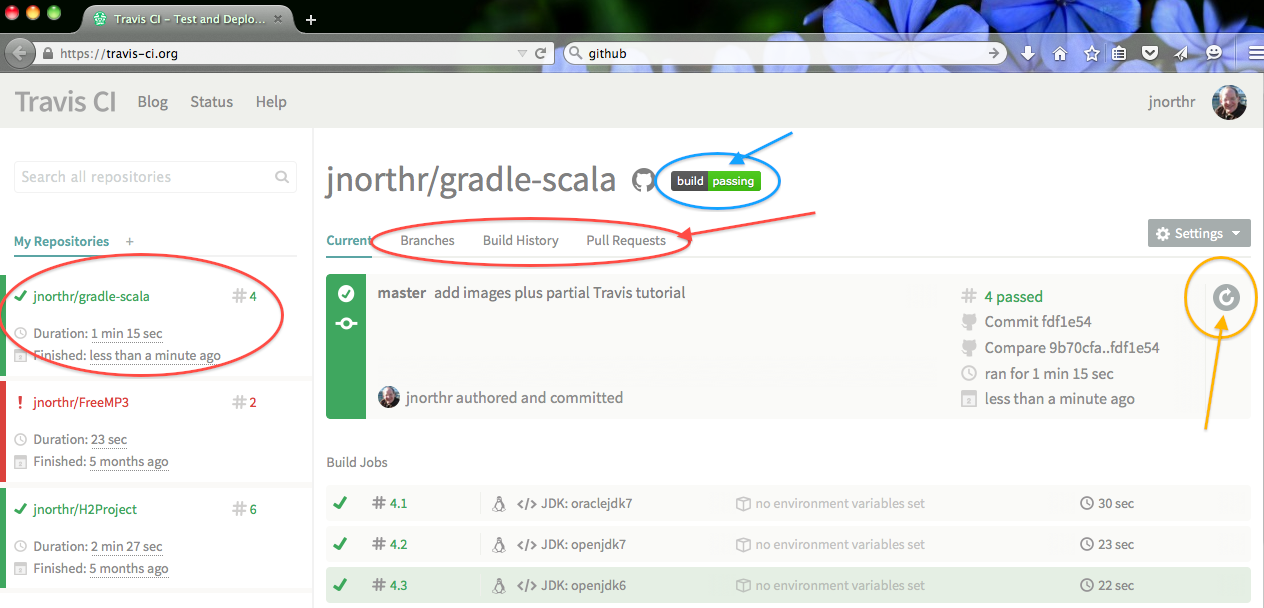 Travis CI - Test and Deplo...
https://travis-ci.org
github
Travis CI Blog Status Help
jnorthr
Search all repositories
My Repositories +
jnorthr/gradle-scala # 4
Duration: 1 min 15 sec
Finished: less than a minute ago
! jnorthr/FreeMP3 # 2
Duration: 23 sec
Finished: 5 months ago
jnorthr/H2Project # 6
Duration: 2 min 27 sec
Finished: 5 months ago
jnorthr/gradle-scala build passing
Current Branches Build History Pull Requests
Settings
master add images plus partial Travis tutorial
# 4 passed
Commit fdf1e54
Compare 9b70cfa..fdf1e54
ran for 1 min 15 sec
less than a minute ago
jnorthr authored and committed
Build Jobs
# 4.1 </> JDK: oraclejdk7 no environment variables set 30 sec
# 4.2 </> JDK: openjdk7 no environment variables set 23 sec
# 4.3 </> JDK: openjdk6 no environment variables set 22 sec